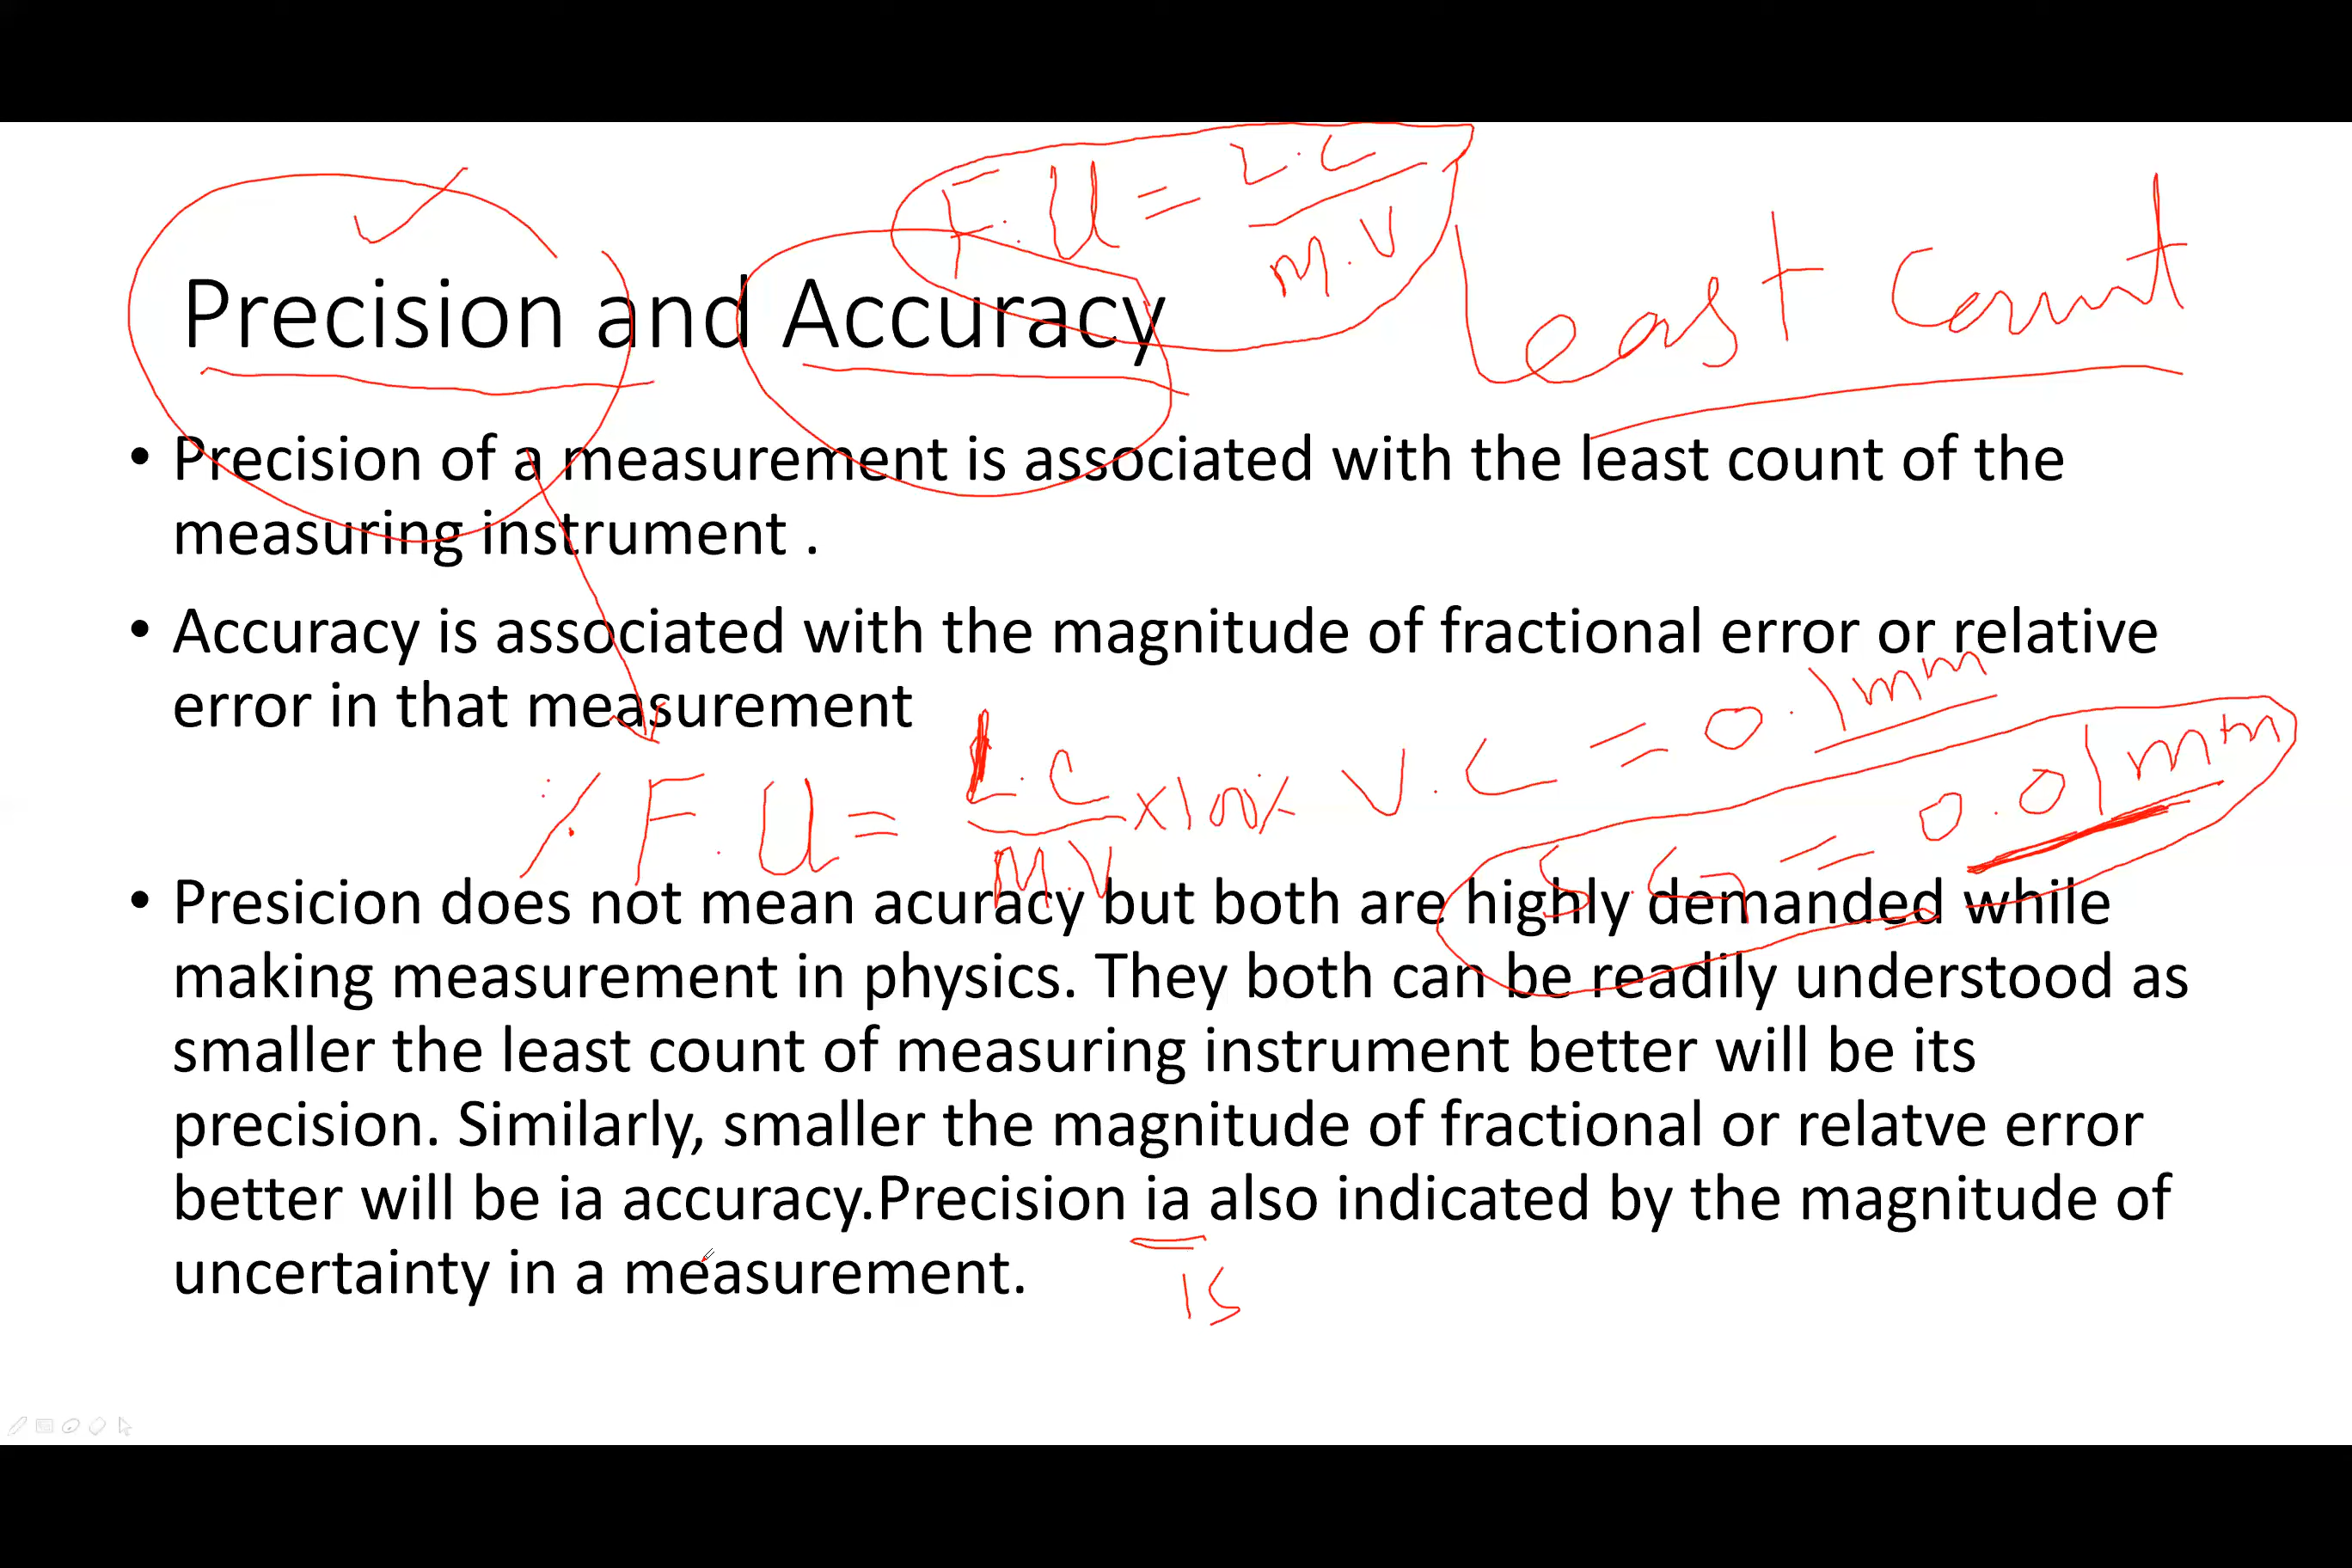 F.U = L.C
M.V
Least Count
Precision and Accuracy
• Precision of a measurement is associated with the least count of the
measuring instrument .
• Accuracy is associated with the magnitude of fractional error or relative
error in that measurement
% F.U = L.C x 100%
M.V
V.C = 0.1mm
S.G = 0.01mm
• Presicion does not mean acuracy but both are highly demanded while
making measurement in physics. They both can be readily understood as
smaller the least count of measuring instrument better will be its
precision. Similarly, smaller the magnitude of fractional or relatve error
better will be ia accuracy.Precision ia also indicated by the magnitude of
uncertainty in a measurement.
is